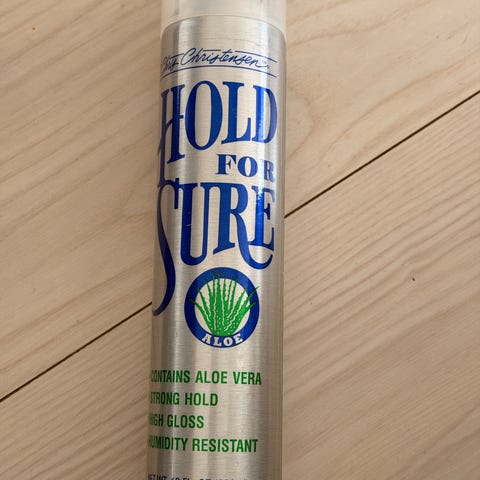 Chris Christensen
HOLD
FOR
SURE
ALOE
CONTAINS ALOE VERA
STRONG HOLD
HIGH GLOSS
HUMIDITY RESISTANT